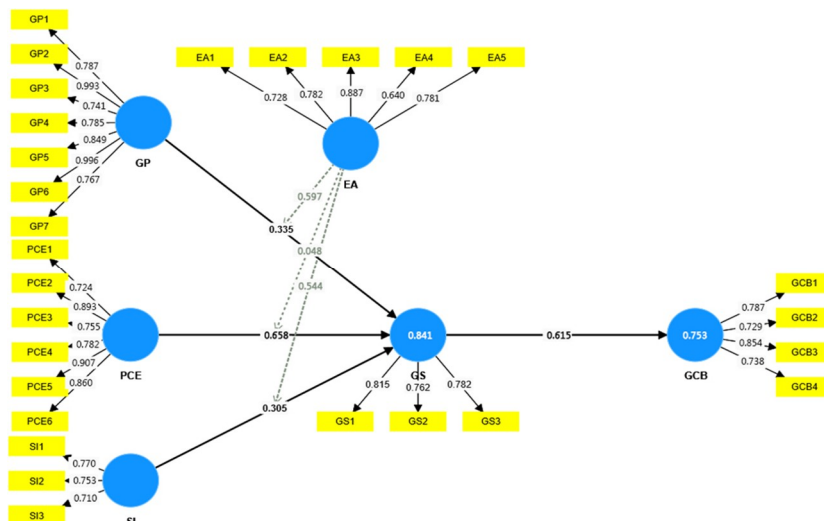 GP1
GP2
GP3
GP4
GP5
GP6
GP7
0.787
0.993
0.741
0.785
0.849
0.996
0.767
GP
EA1
EA2
EA3
EA4
EA5
0.728
0.782
0.887
0.640
0.781
EA
0.597
0.335
0.048
0.544
PCE1
PCE2
PCE3
PCE4
PCE5
PCE6
0.724
0.893
0.755
0.782
0.907
0.860
PCE
0.658
0.841
GS
0.615
0.753
GCB
GCB1
GCB2
GCB3
GCB4
0.787
0.729
0.854
0.738
0.305
0.815
0.762
0.782
GS1
GS2
GS3
SI1
SI2
SI3
0.770
0.753
0.710